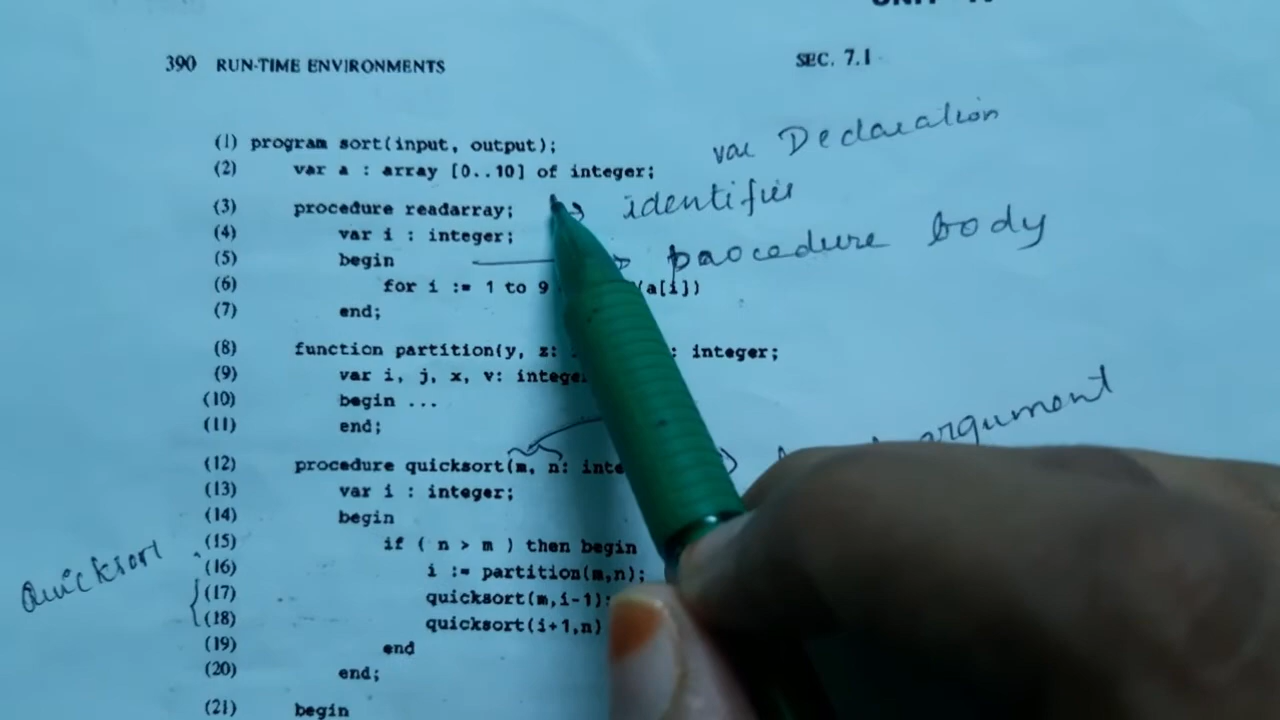 390 RUN-TIME ENVIRONMENTS SEC. 7.1
(1) program sort(input, output);
var Declaration
(2) var a : array [0..10] of integer;
(3) procedure readarray; identifier
(4) var i : integer;
(5) begin procedure body
(6) for i := 1 to 9 (a[i])
(7) end;
(8) function partition(y, z: : integer;
(9) var i, j, x, v: intege
(10) begin ...
(11) end;
argument
(12) procedure quicksort(m, n: inte
(13) var i : integer;
(14) begin
(15) if ( n > m ) then begin
Quicksort
(16) i := partition(m,n);
(17) quicksort(m,i-1);
(18) quicksort(i+1,n)
(19) end
(20) end;
(21) begin